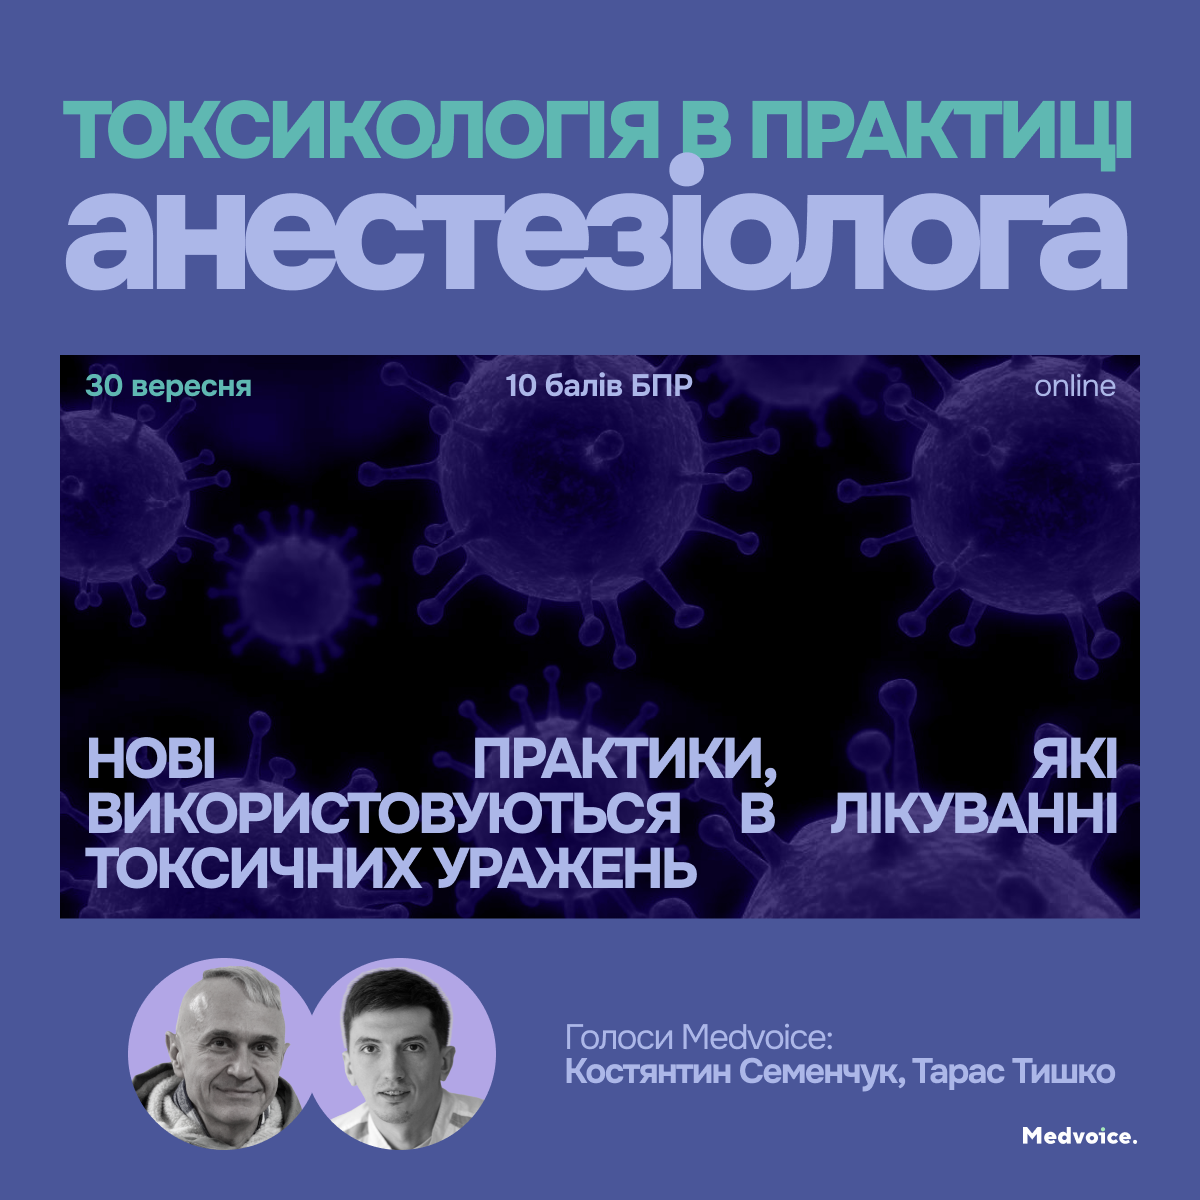 ТОКСИКОЛОГІЯ В ПРАКТИЦІ
анестезіолога
30 вересня
10 балів БПР
online
НОВІ ПРАКТИКИ, ЯКІ
ВИКОРИСТОВУЮТЬСЯ В ЛІКУВАННІ
ТОКСИЧНИХ УРАЖЕНЬ
Голоси Medvoice:
Костянтин Семенчук, Тарас Тишко
Medvoice.